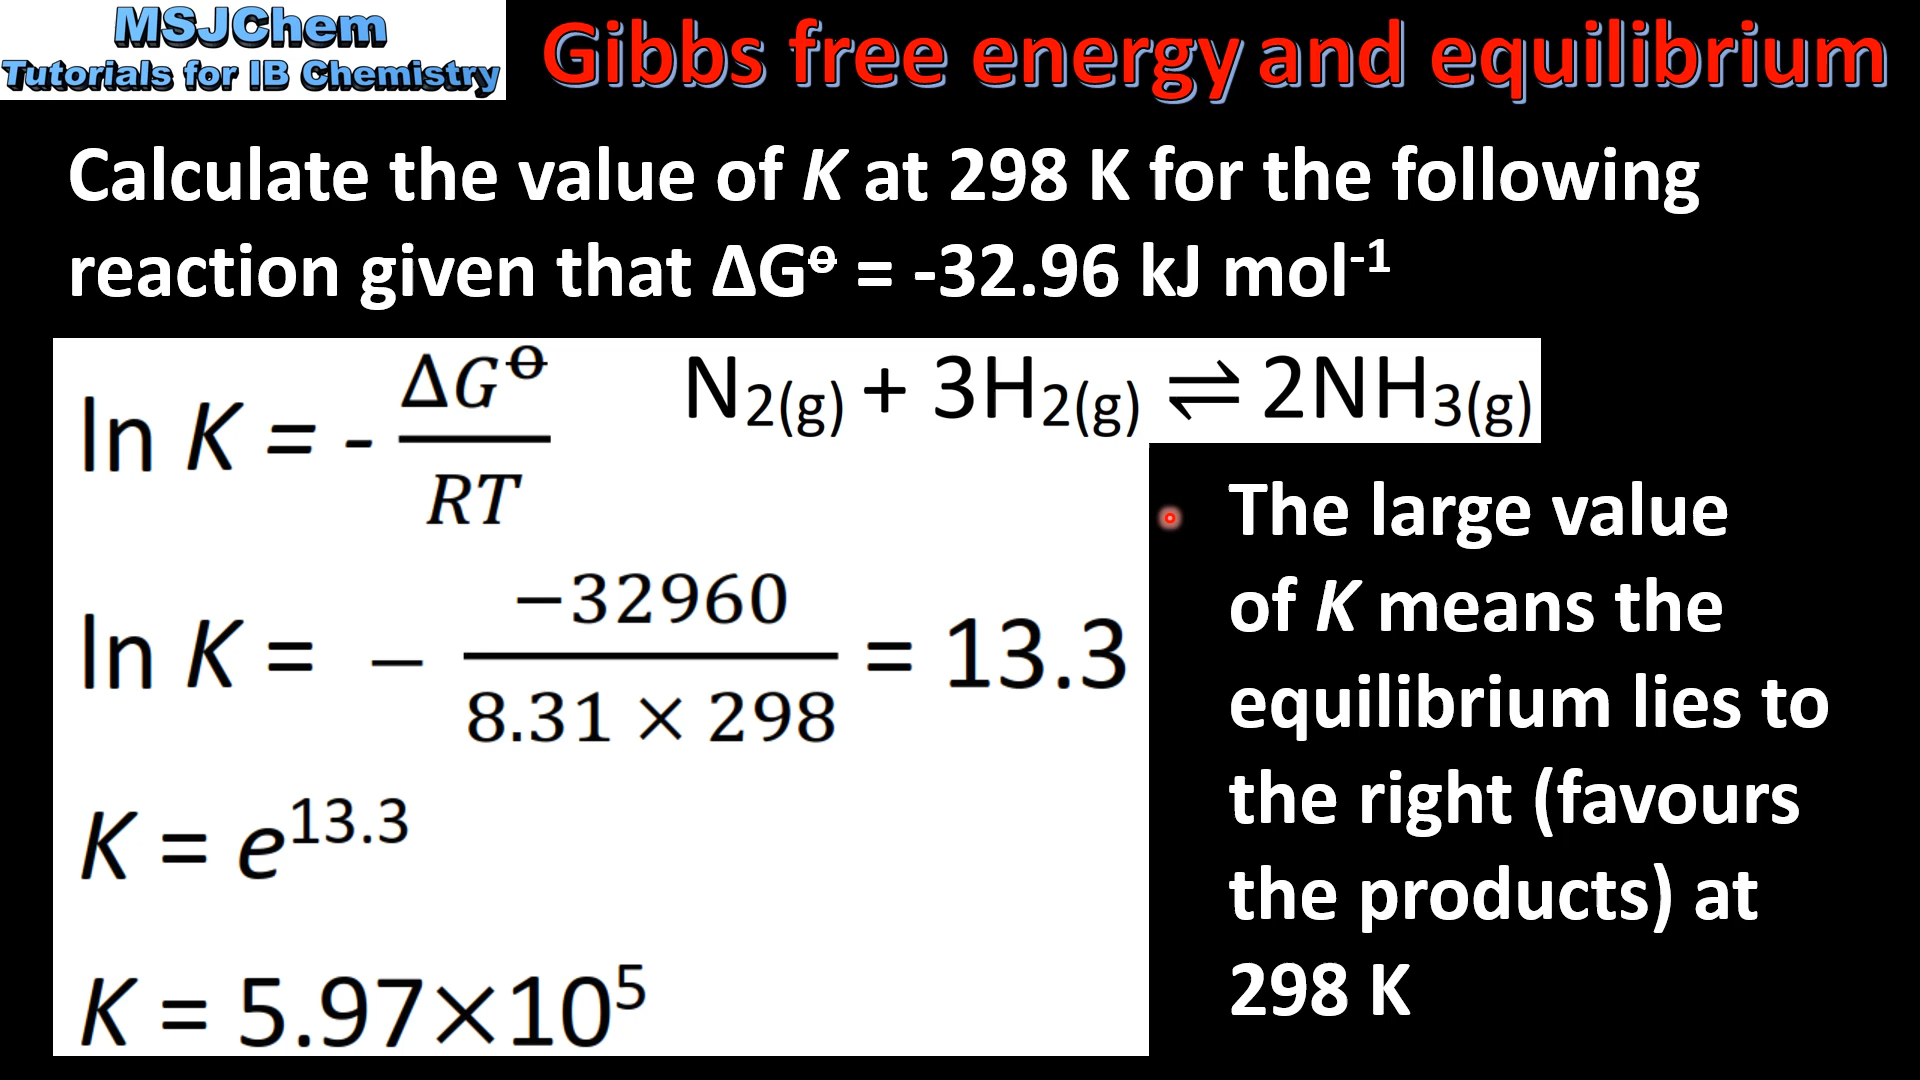 MSJChem
Tutorials for IB Chemistry
Gibbs free energy and equilibrium
Calculate the value of K at 298 K for the following
reaction given that ΔG⦵ = -32.96 kJ mol⁻¹
ln K = - ΔG⦵ / RT
N₂(g) + 3H₂(g) ⇌ 2NH₃(g)
ln K = − −32960 / 8.31 × 298 = 13.3
K = e¹³·³
K = 5.97×10⁵
The large value
of K means the
equilibrium lies to
the right (favours
the products) at
298 K